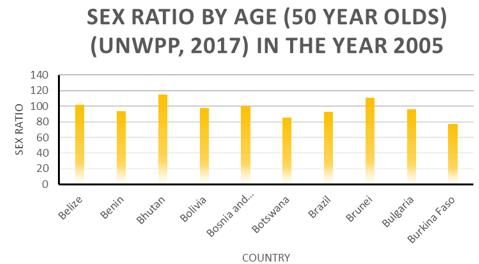 SEX RATIO BY AGE (50 YEAR OLDS)
(UNWPP, 2017) IN THE YEAR 2005
140
120
100
80
60
40
20
0
SEX RATIO
Belize
Benin
Bhutan
Bolivia
Bosnia and...
Botswana
Brazil
Brunei
Bulgaria
Burkina Faso
COUNTRY